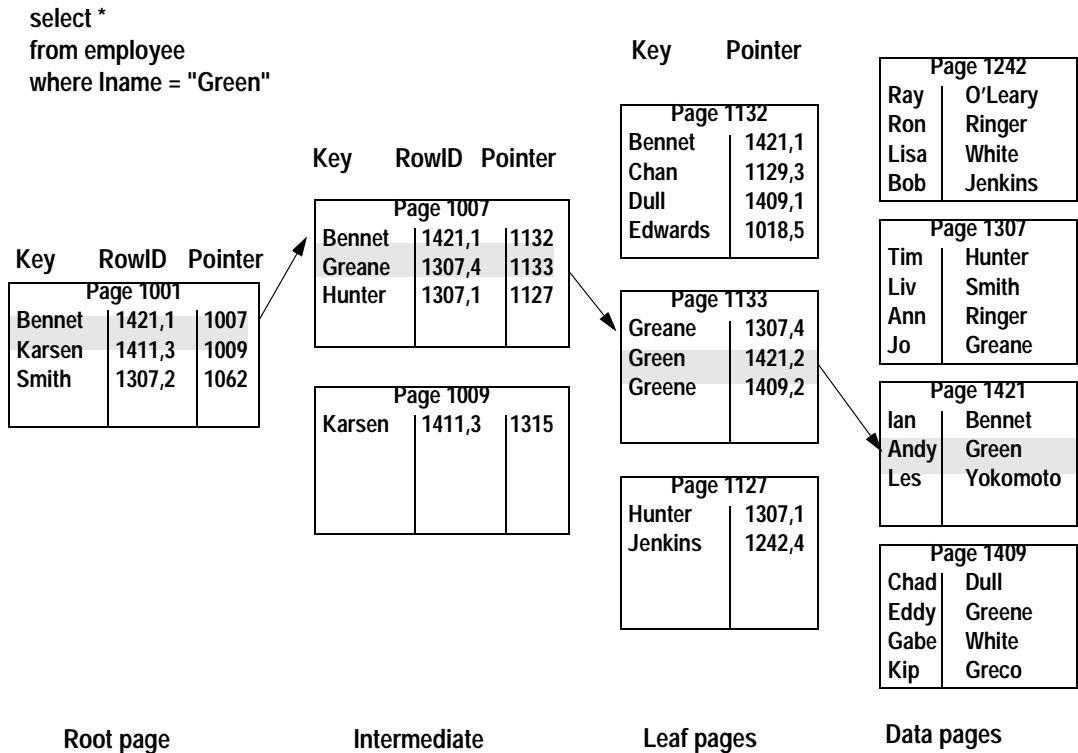 select *
from employee
where lname = "Green"
Key RowID Pointer
Page 1001
Bennet 1421,1 1007
Karsen 1411,3 1009
Smith 1307,2 1062
Root page
Key RowID Pointer
Page 1007
Bennet 1421,1 1132
Greane 1307,4 1133
Hunter 1307,1 1127
Page 1009
Karsen 1411,3 1315
Intermediate
Key Pointer
Page 1132
Bennet 1421,1
Chan 1129,3
Dull 1409,1
Edwards 1018,5
Page 1133
Greane 1307,4
Green 1421,2
Greene 1409,2
Page 1127
Hunter 1307,1
Jenkins 1242,4
Leaf pages
Page 1242
Ray O’Leary
Ron Ringer
Lisa White
Bob Jenkins
Page 1307
Tim Hunter
Liv Smith
Ann Ringer
Jo Greane
Page 1421
Ian Bennet
Andy Green
Les Yokomoto
Page 1409
Chad Dull
Eddy Greene
Gabe White
Kip Greco
Data pages